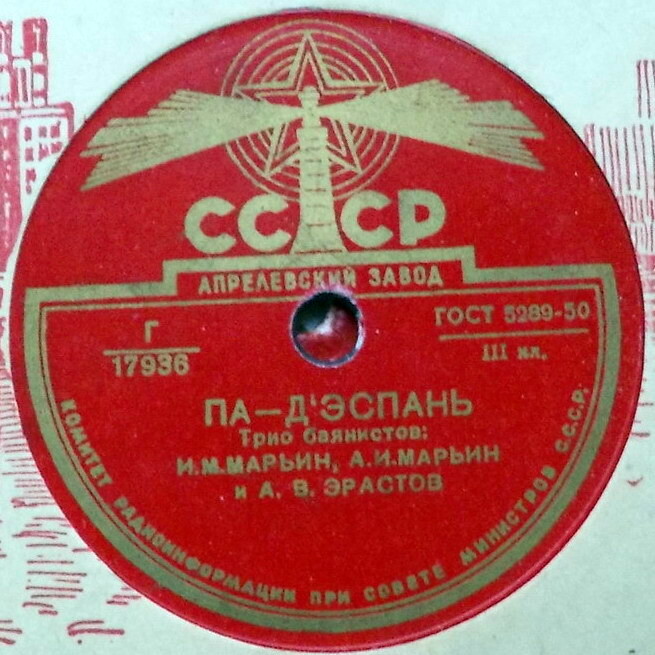 СССР
АПРЕЛЕВСКИЙ ЗАВОД
Г
17936
ГОСТ 5289-50
III кл.
ПА—Д'ЭСПАНЬ
Трио баянистов:
И.М.МАРЬИН, А.И.МАРЬИН
и А. В. ЭРАСТОВ
КОМИТЕТ РАДИОИНФОРМАЦИИ ПРИ СОВЕТЕ МИНИСТРОВ С.С.С.Р.